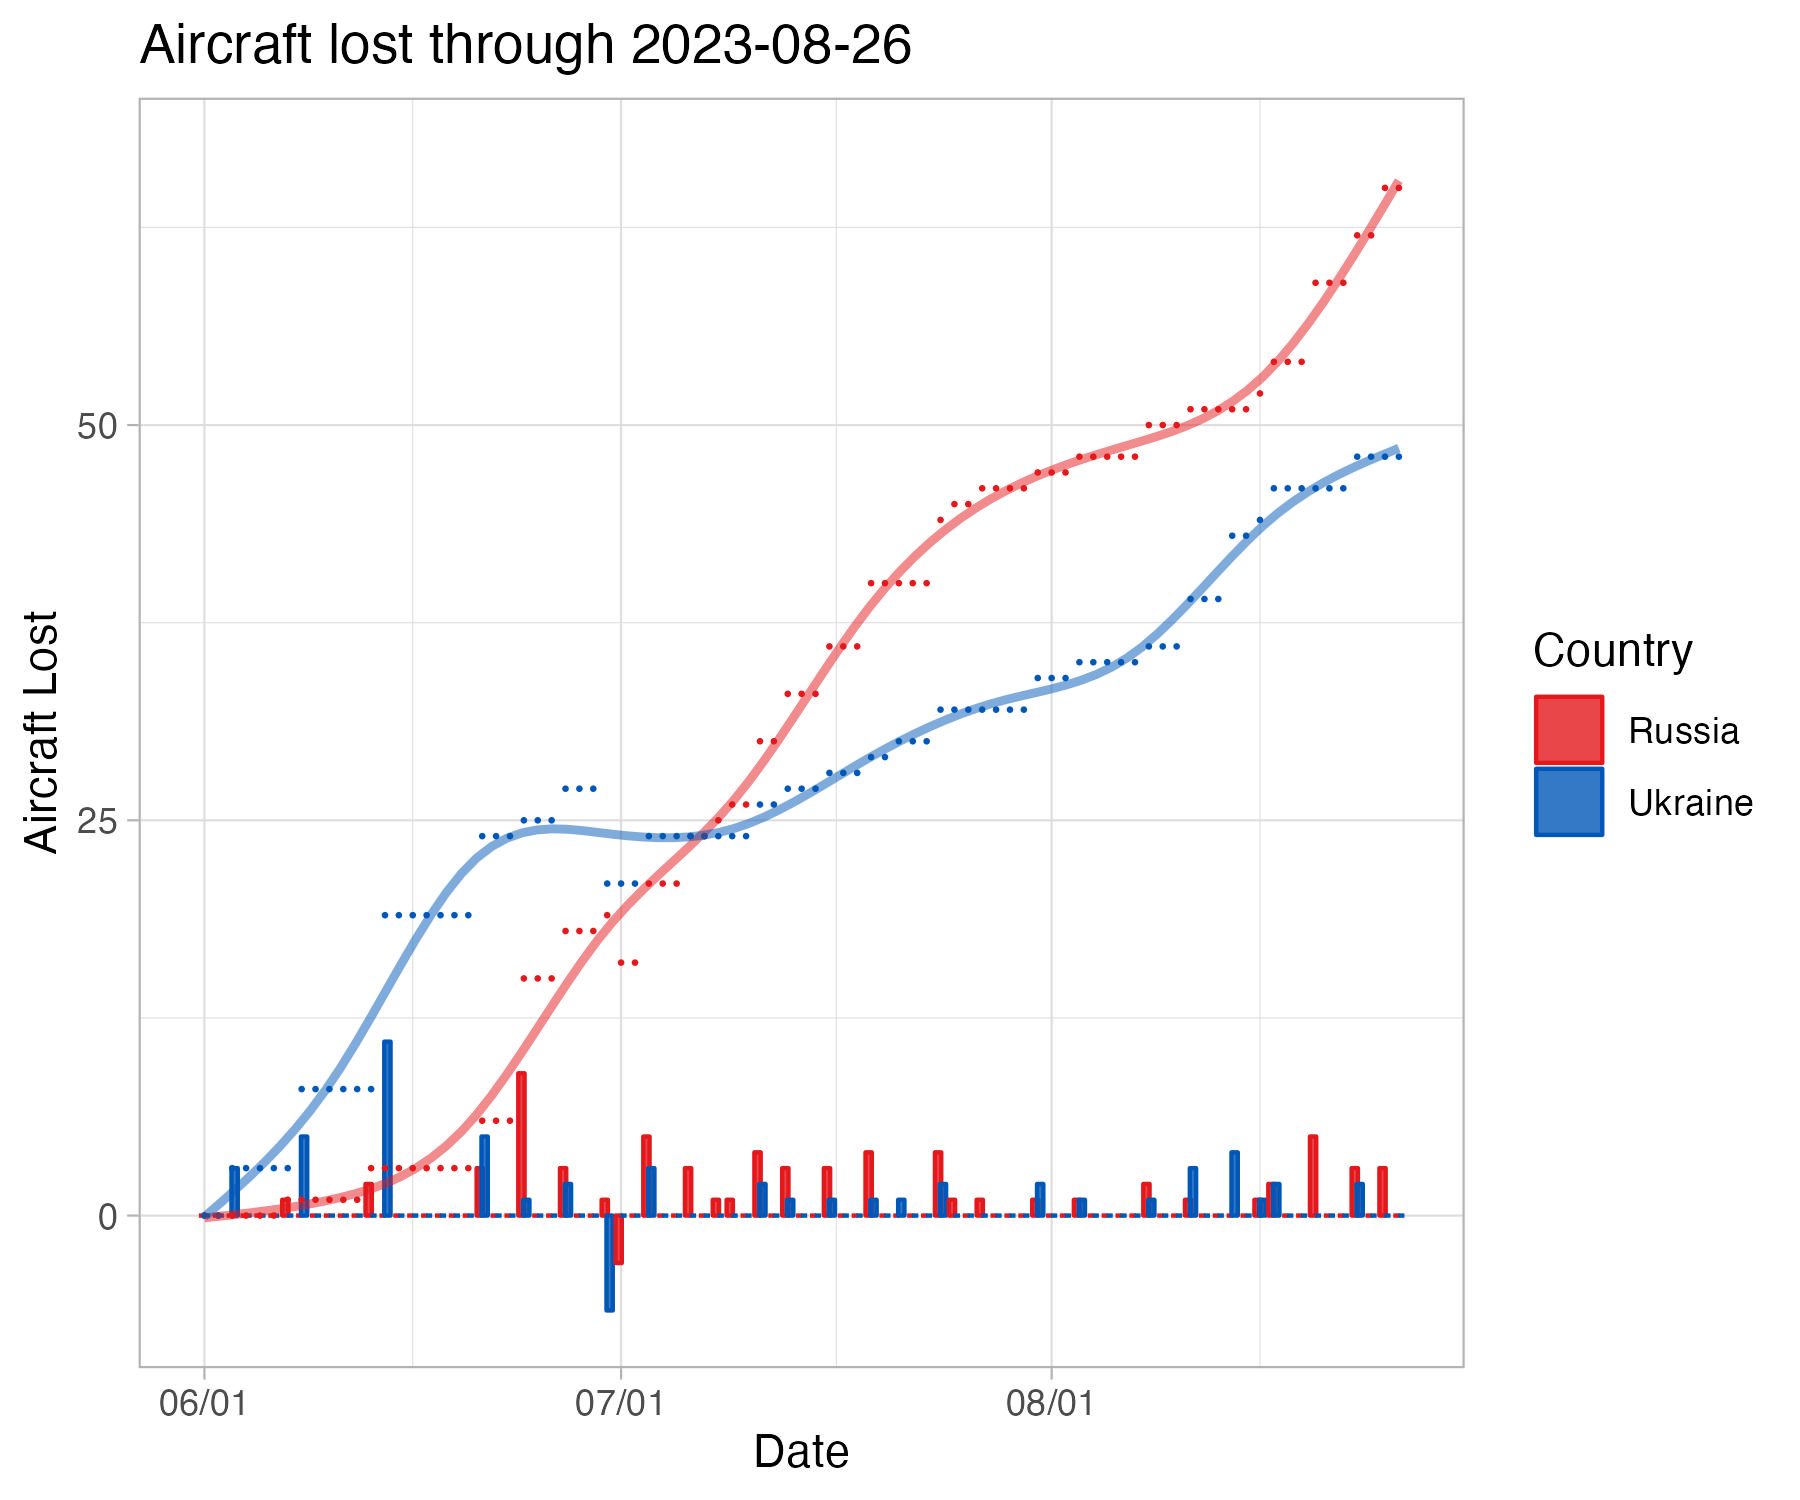 Aircraft lost through 2023-08-26
Aircraft Lost
50
25
0
06/01
07/01
08/01
Date
Country
Russia
Ukraine